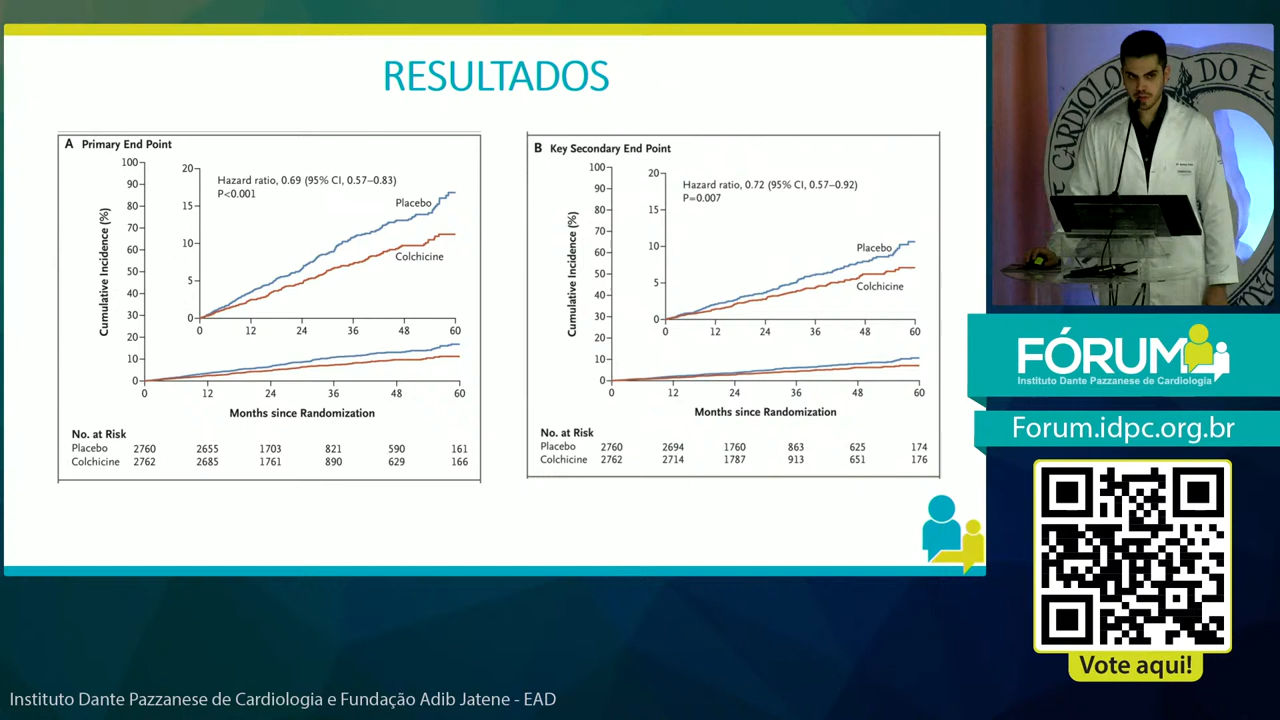 RESULTADOS
A Primary End Point
Cumulative Incidence (%)
100
90
80
70
60
50
40
30
20
10
0
20
15
10
5
0
Hazard ratio, 0.69 (95% CI, 0.57–0.83)
P<0.001
Placebo
Colchicine
0 12 24 36 48 60
0 12 24 36 48 60
Months since Randomization
No. at Risk
Placebo 2760 2655 1703 821 590 161
Colchicine 2762 2685 1761 890 629 166
B Key Secondary End Point
Cumulative Incidence (%)
100
90
80
70
60
50
40
30
20
10
0
20
15
10
5
0
Hazard ratio, 0.72 (95% CI, 0.57–0.92)
P=0.007
Placebo
Colchicine
0 12 24 36 48 60
0 12 24 36 48 60
Months since Randomization
No. at Risk
Placebo 2760 2694 1760 863 625 174
Colchicine 2762 2714 1787 913 651 176
CARDIOLO
DO ES
FÓRUM
Instituto Dante Pazzanese de Cardiologia
Forum.idpc.org.br
Vote aqui!
Instituto Dante Pazzanese de Cardiologia e Fundação Adib Jatene - EAD